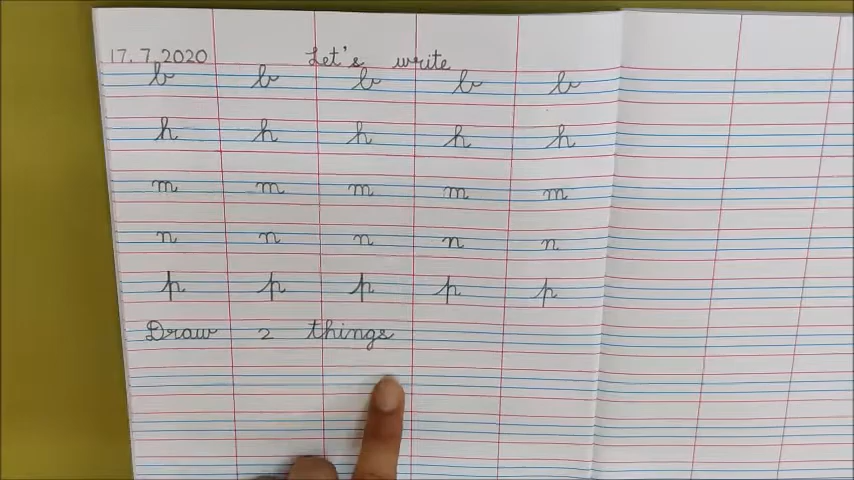 17.7.2020 Let's write
b b b b b
h h h h h
m m m m m
n n n n n
p p p p p
Draw 2 things